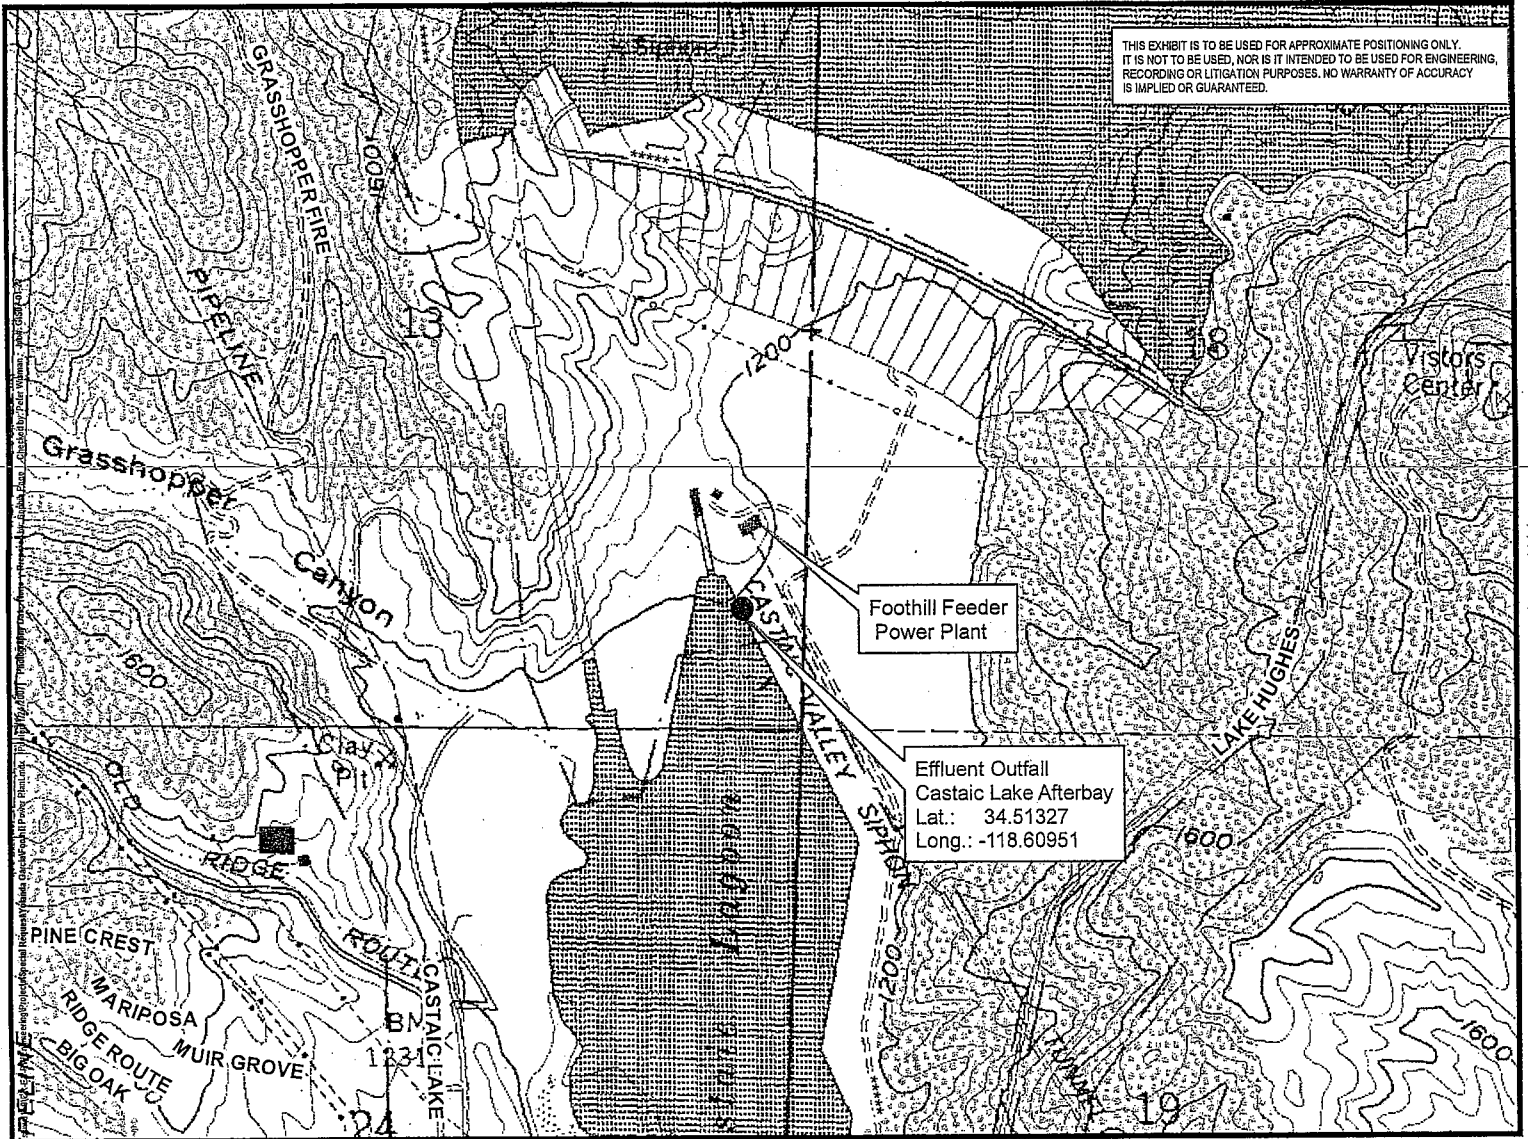 THIS EXHIBIT IS TO BE USED FOR APPROXIMATE POSITIONING ONLY.
IT IS NOT TO BE USED, NOR IS IT INTENDED TO BE USED FOR ENGINEERING,
RECORDING OR LITIGATION PURPOSES. NO WARRANTY OF ACCURACY
IS IMPLIED OR GUARANTEED.
GRASSHOPPER FIRE
1600
PIPELINE
13
18
1200
Vistors
Center
Grasshopper
Canyon
Foothill Feeder
Power Plant
CASTAIC VALLEY SIPHON
1600
LAKE HUGHES
Clay
Pit
Effluent Outfall
Castaic Lake Afterbay
Lat.: 34.51327
Long.: -118.60951
1600
OLD
RIDGE
ROUTE
Lagoon
PINE CREST
MARIPOSA
RIDGE ROUTE
BIG OAK
MUIR GROVE
CASTAIC LAKE
BM
1231
1200
TUNNEL
1600
24
19